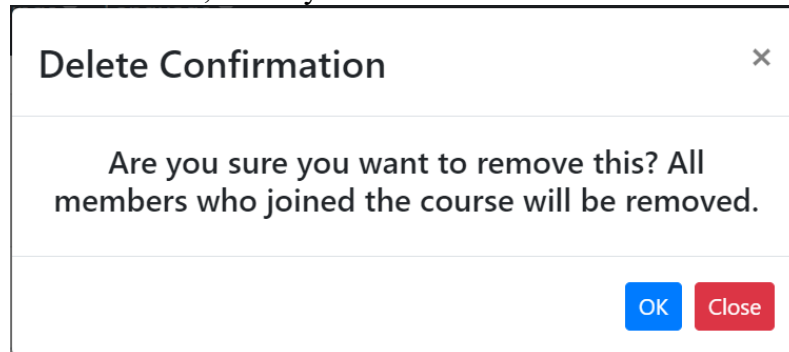 Delete Confirmation ×
Are you sure you want to remove this? All
members who joined the course will be removed.
OK Close